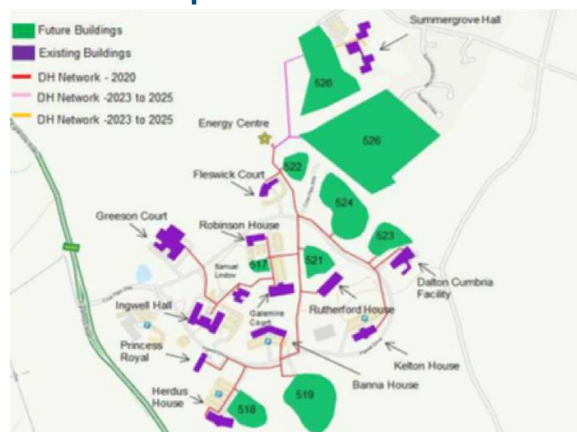 Future Buildings
Existing Buildings
DH Network - 2020
DH Network -2023 to 2025
DH Network -2023 to 2025
Summergrove Hall
526
Energy Centre
526
522
Fleswick Court
524
Greeson Court
Robinson House
523
517
521
Samuel
Lindow
Dalton Cumbria
Facility
Ingwell Hall
Galemire
Court
Rutherford House
Princess
Royal
Kelton House
Banna House
Herdus
House
518
519